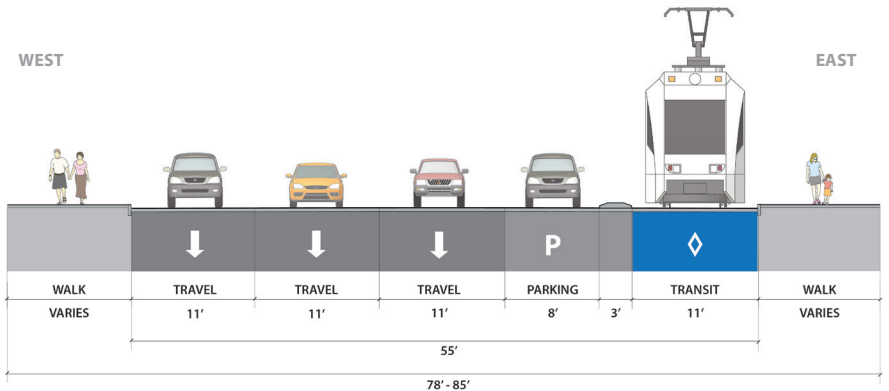 WEST
EAST
P
WALK
TRAVEL
TRAVEL
TRAVEL
PARKING
TRANSIT
WALK
VARIES
11′
11′
11′
8′
3′
11′
VARIES
55′
78′ - 85′